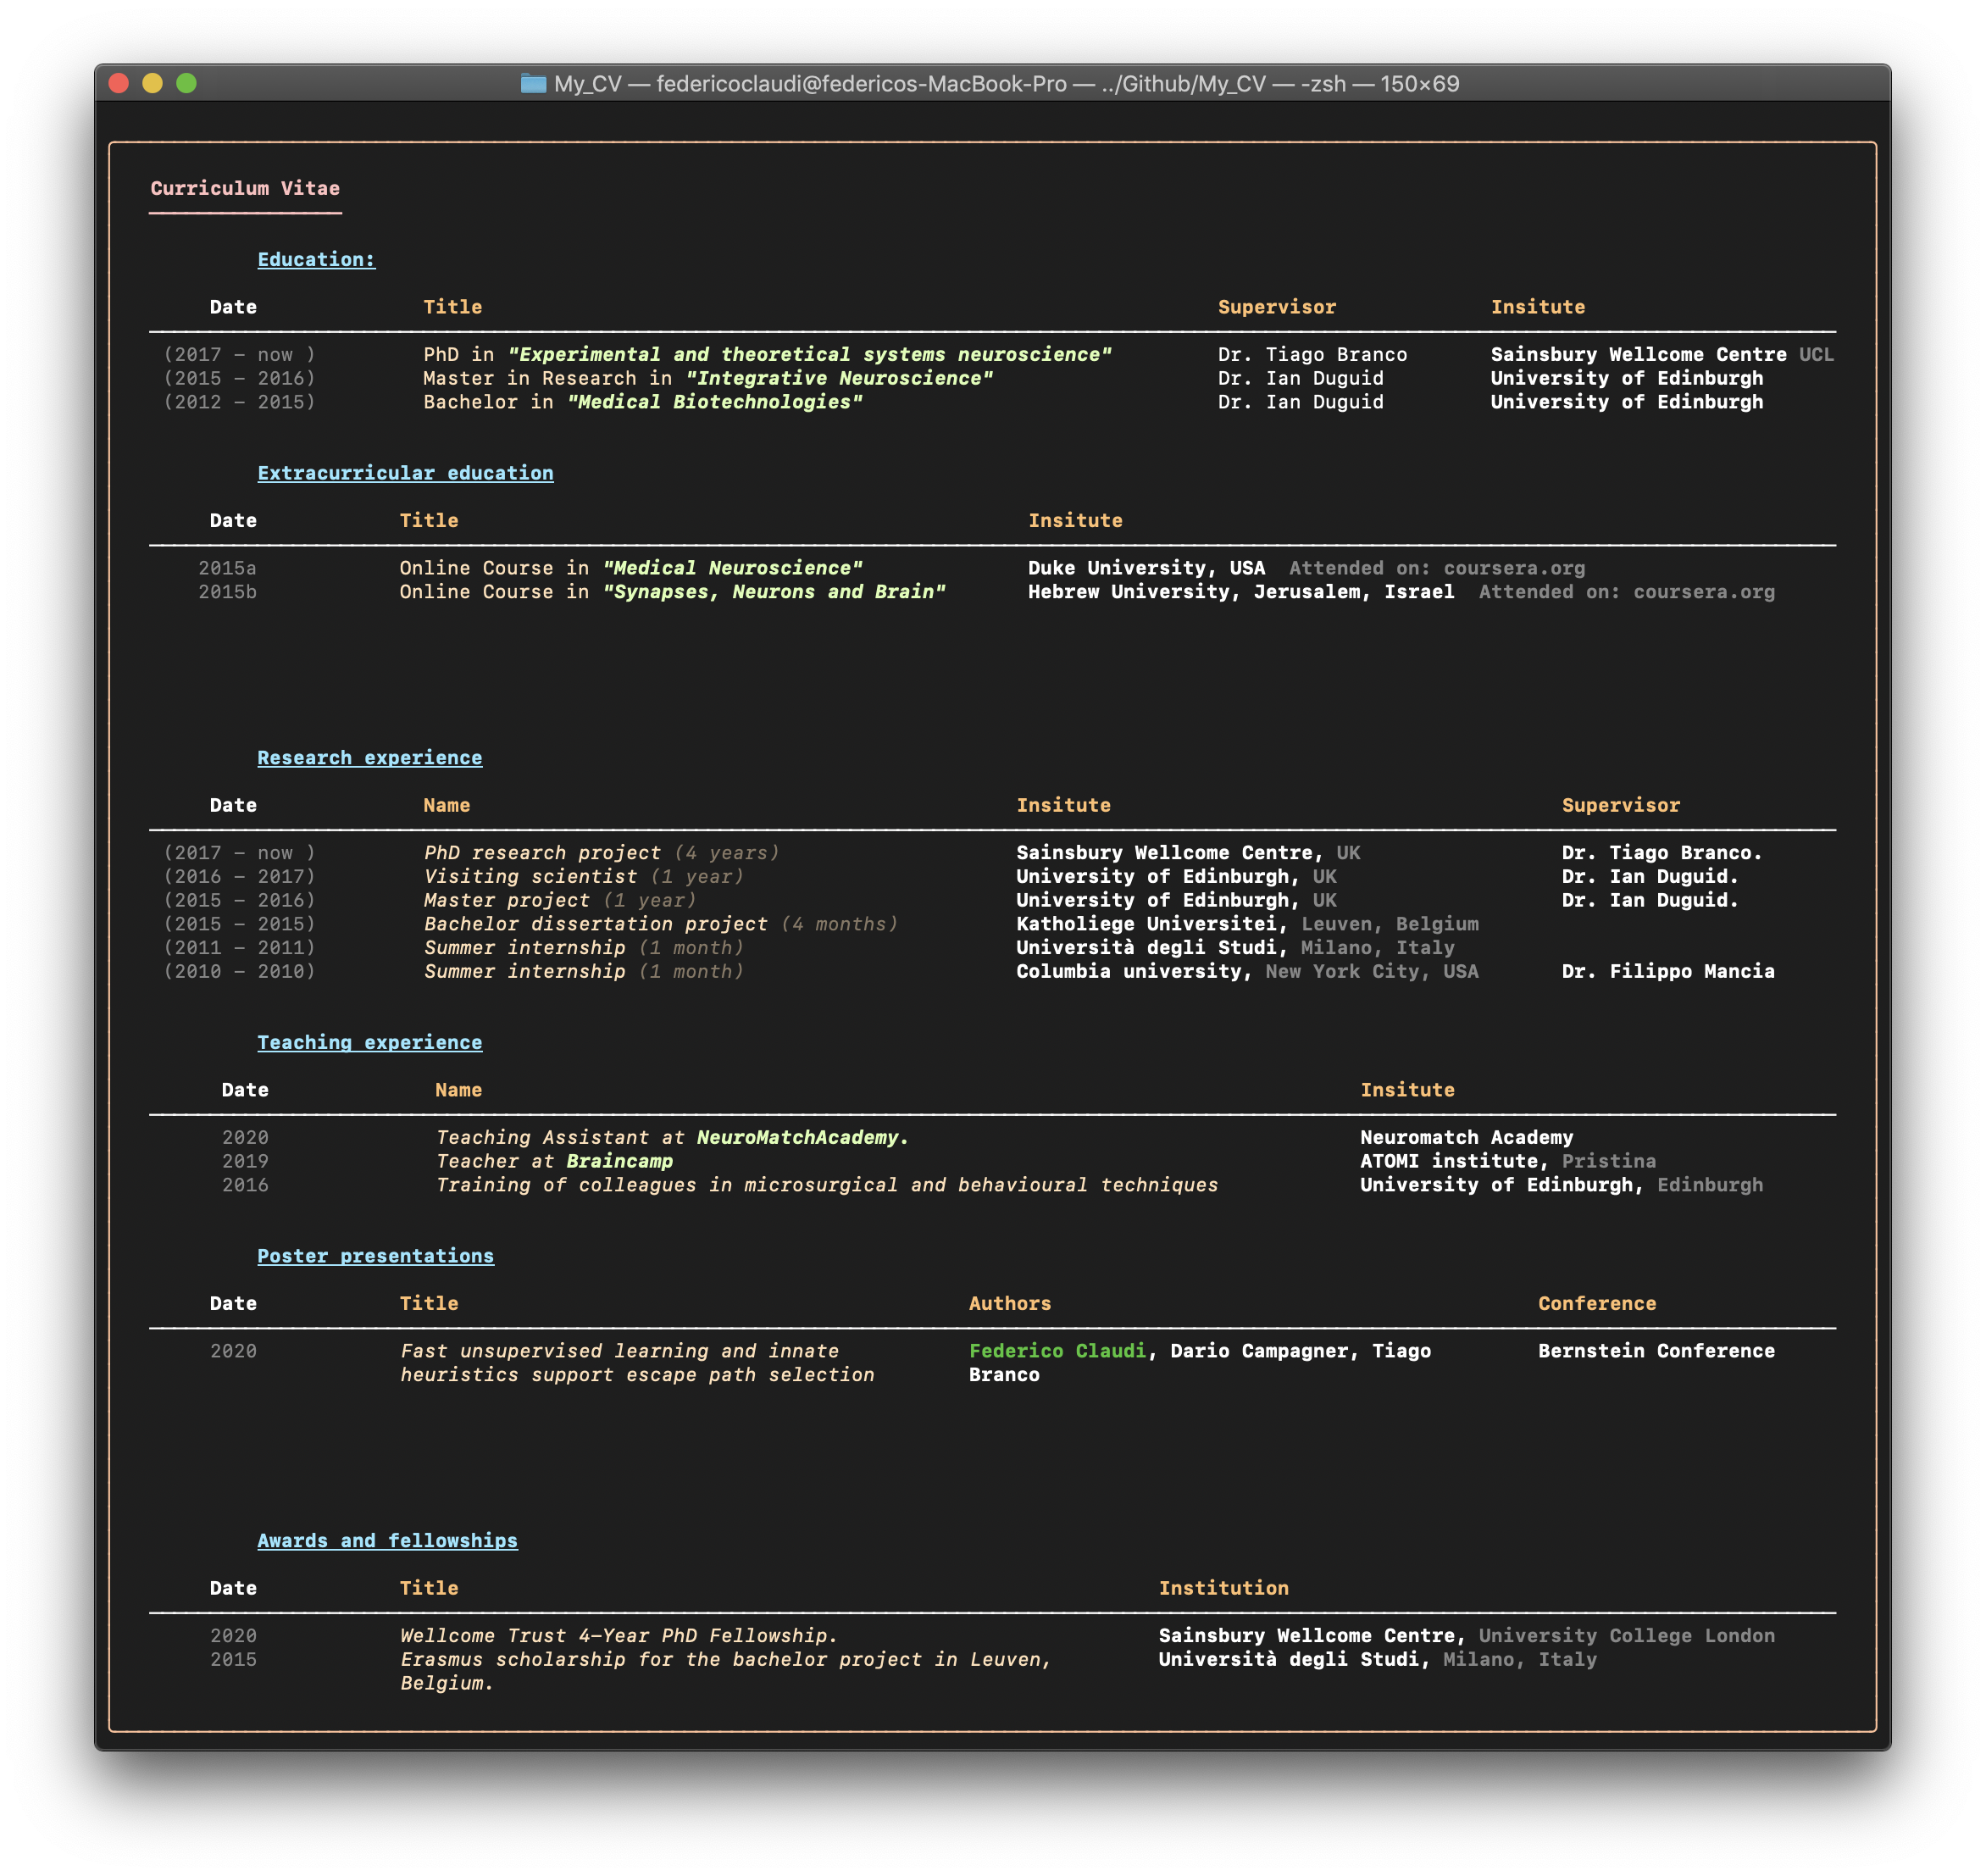 My_CV — federicoclaudi@federicos-MacBook-Pro — ../Github/My_CV — -zsh — 150×69
Curriculum Vitae
Education:
Date Title Supervisor Insitute
(2017 – now ) PhD in "Experimental and theoretical systems neuroscience" Dr. Tiago Branco Sainsbury Wellcome Centre UCL
(2015 – 2016) Master in Research in "Integrative Neuroscience" Dr. Ian Duguid University of Edinburgh
(2012 – 2015) Bachelor in "Medical Biotechnologies" Dr. Ian Duguid University of Edinburgh
Extracurricular education
Date Title Insitute
2015a Online Course in "Medical Neuroscience" Duke University, USA Attended on: coursera.org
2015b Online Course in "Synapses, Neurons and Brain" Hebrew University, Jerusalem, Israel Attended on: coursera.org
Research experience
Date Name Insitute Supervisor
(2017 – now ) PhD research project (4 years) Sainsbury Wellcome Centre, UK Dr. Tiago Branco.
(2016 – 2017) Visiting scientist (1 year) University of Edinburgh, UK Dr. Ian Duguid.
(2015 – 2016) Master project (1 year) University of Edinburgh, UK Dr. Ian Duguid.
(2015 – 2015) Bachelor dissertation project (4 months) Katholiege Universitei, Leuven, Belgium
(2011 – 2011) Summer internship (1 month) Università degli Studi, Milano, Italy
(2010 – 2010) Summer internship (1 month) Columbia university, New York City, USA Dr. Filippo Mancia
Teaching experience
Date Name Insitute
2020 Teaching Assistant at NeuroMatchAcademy. Neuromatch Academy
2019 Teacher at Braincamp ATOMI institute, Pristina
2016 Training of colleagues in microsurgical and behavioural techniques University of Edinburgh, Edinburgh
Poster presentations
Date Title Authors Conference
2020 Fast unsupervised learning and innate Federico Claudi, Dario Campagner, Tiago Bernstein Conference
heuristics support escape path selection Branco
Awards and fellowships
Date Title Institution
2020 Wellcome Trust 4–Year PhD Fellowship. Sainsbury Wellcome Centre, University College London
2015 Erasmus scholarship for the bachelor project in Leuven, Università degli Studi, Milano, Italy
Belgium.